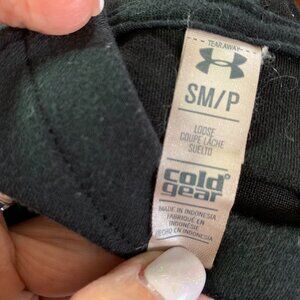 TEARAWAY
SM/P
LOOSE
COUPE LÂCHE
SUELTO
cold
gear
MADE IN INDONESIA
FABRIQUÉ EN
INDONÉSIE
HECHO EN INDONESIA